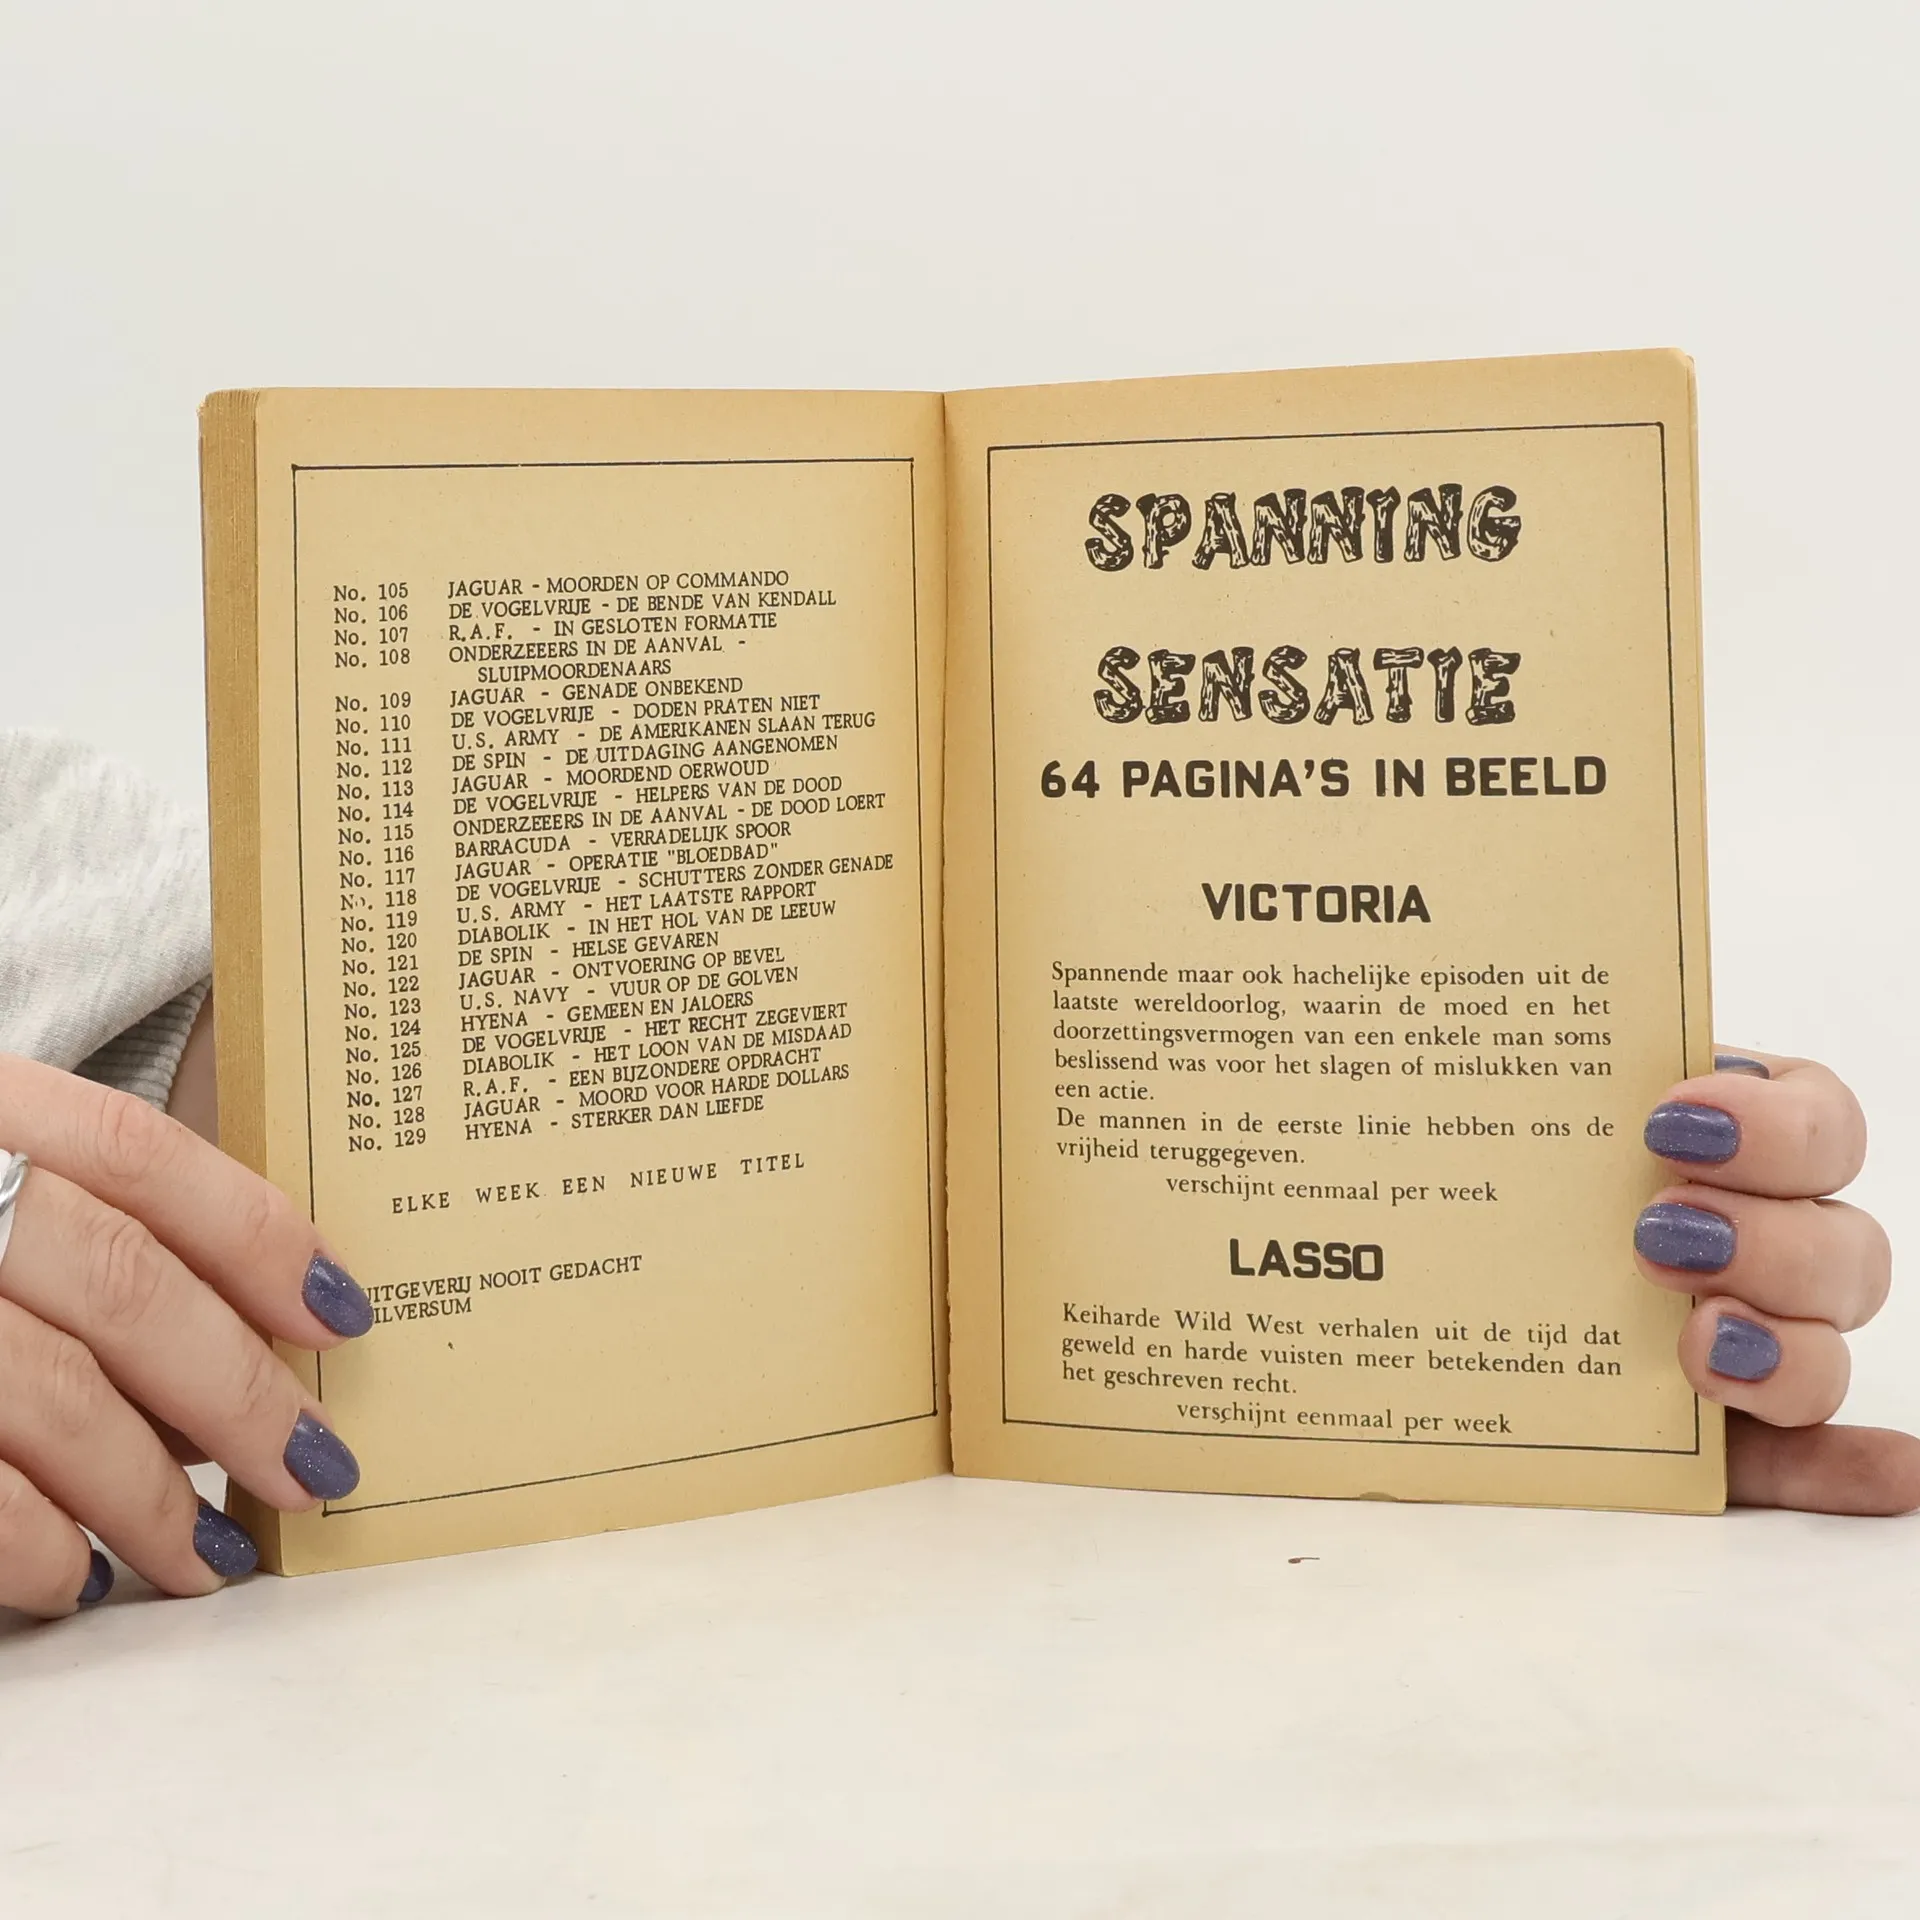 No. 105 JAGUAR - MOORDEN OP COMMANDO
No. 106 DE VOGELVRIJE - DE BENDE VAN KENDALL
No. 107 R.A.F. - IN GESLOTEN FORMATIE
No. 108 ONDERZEEERS IN DE AANVAL -
SLUIPMOORDENAARS
No. 109 JAGUAR - GENADE ONBEKEND
No. 110 DE VOGELVRIJE - DODEN PRATEN NIET
No. 111 U.S. ARMY - DE AMERIKANEN SLAAN TERUG
No. 112 DE SPIN - DE UITDAGING AANGENOMEN
No. 113 JAGUAR - MOORDEND OERWOUD
No. 114 DE VOGELVRIJE - HELPERS VAN DE DOOD
No. 115 ONDERZEEERS IN DE AANVAL - DE DOOD LOERT
No. 116 BARRACUDA - VERRADELIJK SPOOR
No. 117 JAGUAR - OPERATIE "BLOEDBAD"
No. 118 DE VOGELVRIJE - SCHUTTERS ZONDER GENADE
No. 119 U.S. ARMY - HET LAATSTE RAPPORT
No. 120 DIABOLIK - IN HET HOL VAN DE LEEUW
No. 121 DE SPIN - HELSE GEVAREN
No. 122 JAGUAR - ONTVOERING OP BEVEL
No. 123 U.S. NAVY - VUUR OP DE GOLVEN
No. 124 HYENA - GEMEEN EN JALOERS
No. 125 DE VOGELVRIJE - HET RECHT ZEGEVIERT
No. 126 DIABOLIK - HET LOON VAN DE MISDAAD
No. 127 R.A.F. - EEN BIJZONDERE OPDRACHT
No. 128 JAGUAR - MOORD VOOR HARDE DOLLARS
No. 129 HYENA - STERKER DAN LIEFDE
ELKE WEEK EEN NIEUWE TITEL
UITGEVERIJ NOOIT GEDACHT
ILVERSUM
SPANNING
SENSATIE
64 PAGINA'S IN BEELD
VICTORIA
Spannende maar ook hachelijke episoden uit de
laatste wereldoorlog, waarin de moed en het
doorzettingsvermogen van een enkele man soms
beslissend was voor het slagen of mislukken van
een actie.
De mannen in de eerste linie hebben ons de
vrijheid teruggegeven.
verschijnt eenmaal per week
LASSO
Keiharde Wild West verhalen uit de tijd dat
geweld en harde vuisten meer betekenden dan
het geschreven recht.
verschijnt eenmaal per week